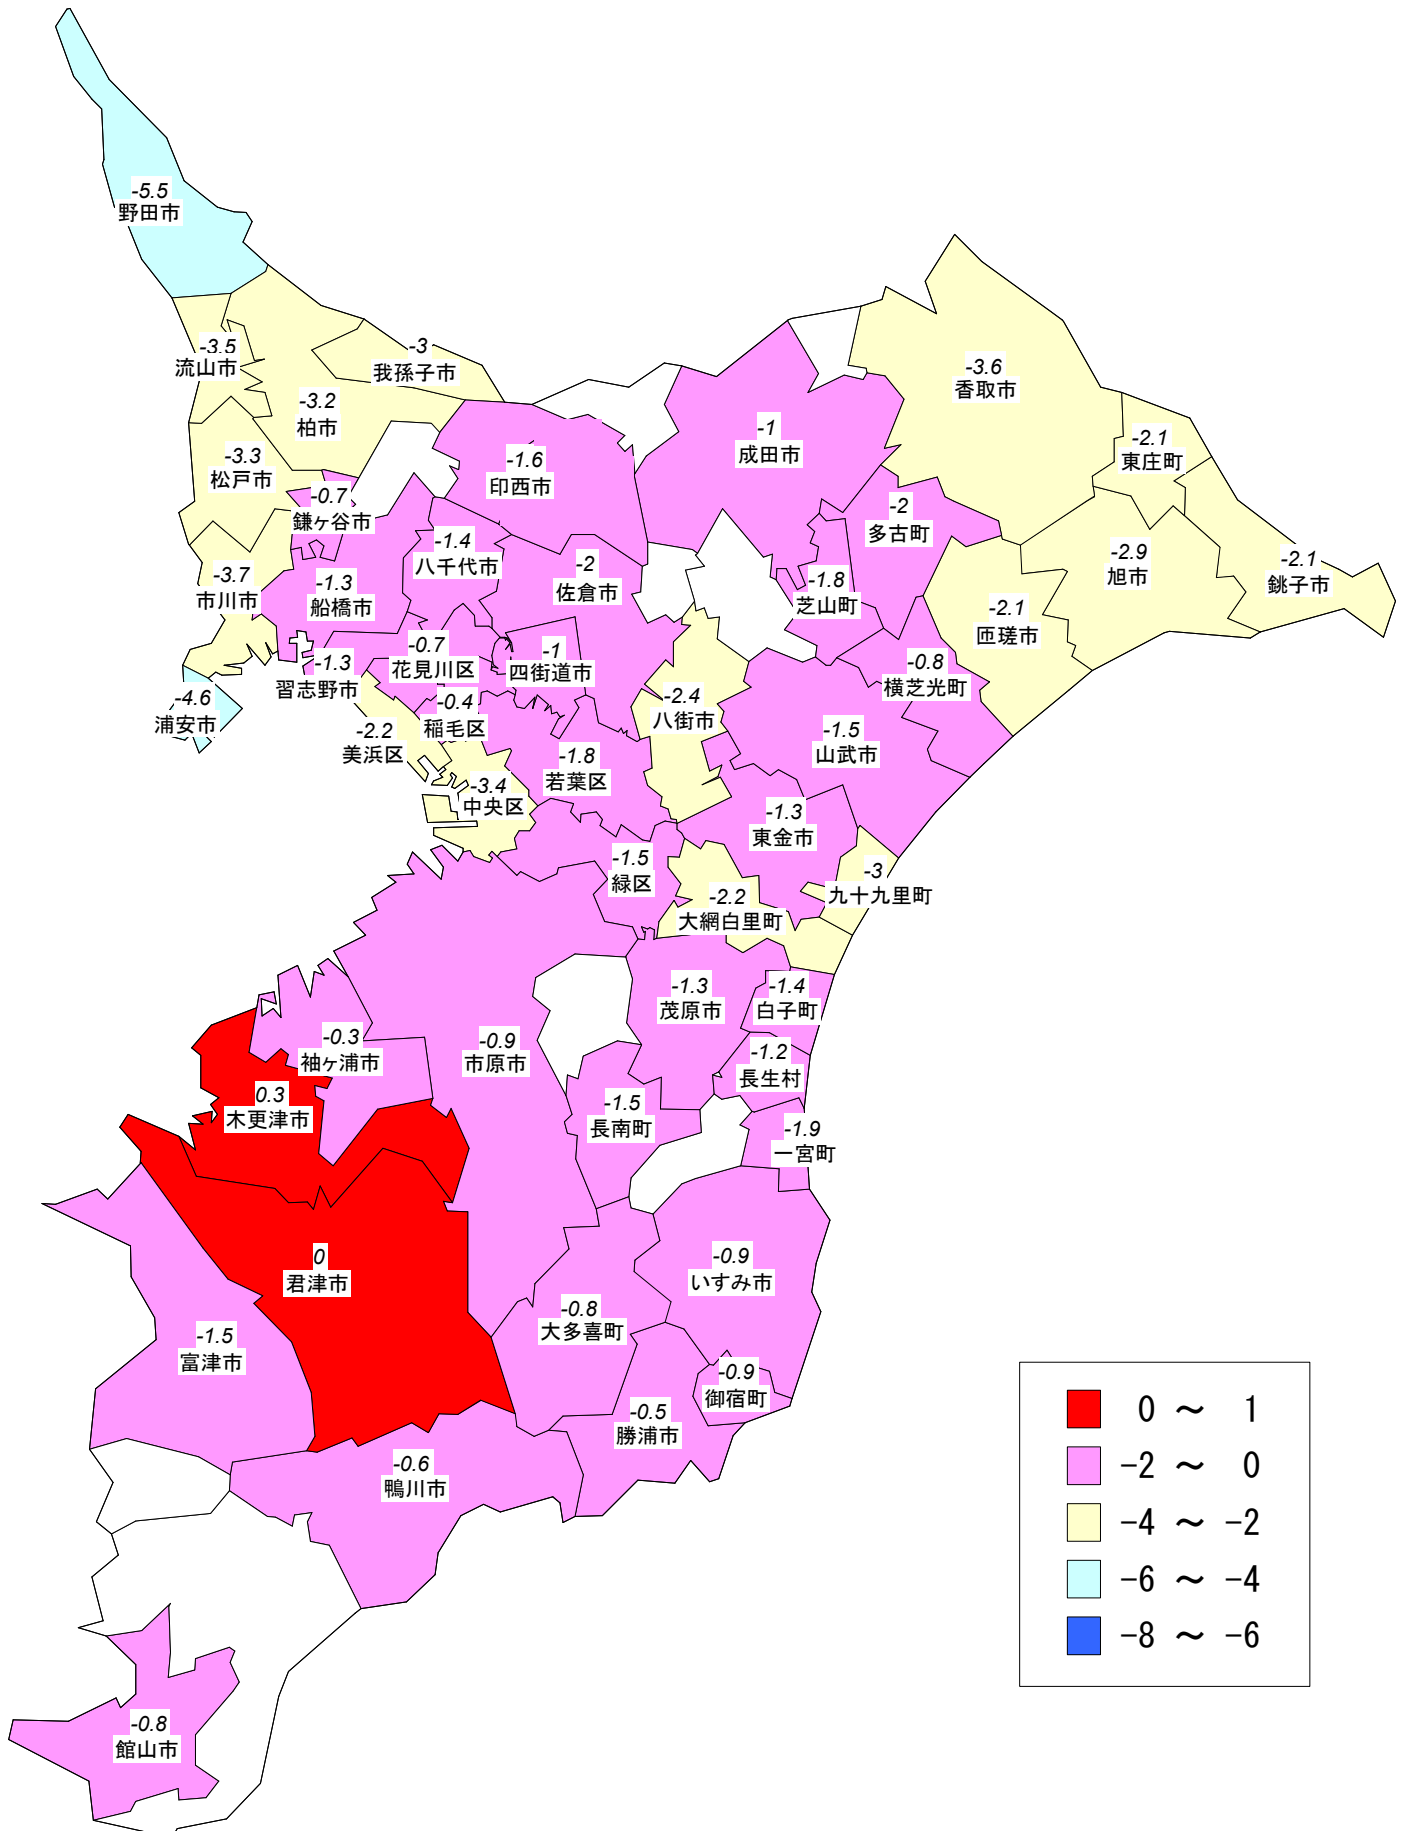 -5.5
野田市
-3.5
流山市
-3
我孫子市
-3.2
柏市
-3.6
香取市
-1
成田市
-2.1
東庄町
-3.3
松戸市
-1.6
印西市
-0.7
鎌ヶ谷市
-2
多古町
-1.4
八千代市
-2.9
旭市
-2.1
銚子市
-3.7
市川市
-1.3
船橋市
-2
佐倉市
-1.8
芝山町
-2.1
匝瑳市
-0.7
花見川区
-1
四街道市
-1.3
習志野市
-0.8
横芝光町
-4.6
浦安市
-0.4
稲毛区
-2.4
八街市
-2.2
美浜区
-1.5
山武市
-1.8
若葉区
-3.4
中央区
-1.3
東金市
-1.5
緑区
-3
九十九里町
-2.2
大網白里町
-1.3
茂原市
-1.4
白子町
-0.3
袖ヶ浦市
-0.9
市原市
-1.2
長生村
0.3
木更津市
-1.5
長南町
-1.9
一宮町
0
君津市
-0.9
いすみ市
-0.8
大多喜町
-1.5
富津市
-0.9
御宿町
-0.5
勝浦市
-0.6
鴨川市
-0.8
館山市
0 ～ 1
-2 ～ 0
-4 ～ -2
-6 ～ -4
-8 ～ -6